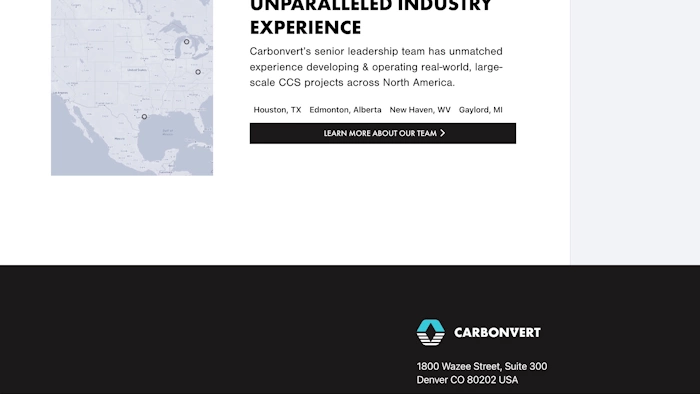 UNPARALLELED INDUSTRY
EXPERIENCE
Carbonvert's senior leadership team has unmatched
experience developing & operating real-world, large-
scale CCS projects across North America.
Houston, TX Edmonton, Alberta New Haven, WV Gaylord, MI
LEARN MORE ABOUT OUR TEAM
CARBONVERT
1800 Wazee Street, Suite 300
Denver CO 80202 USA